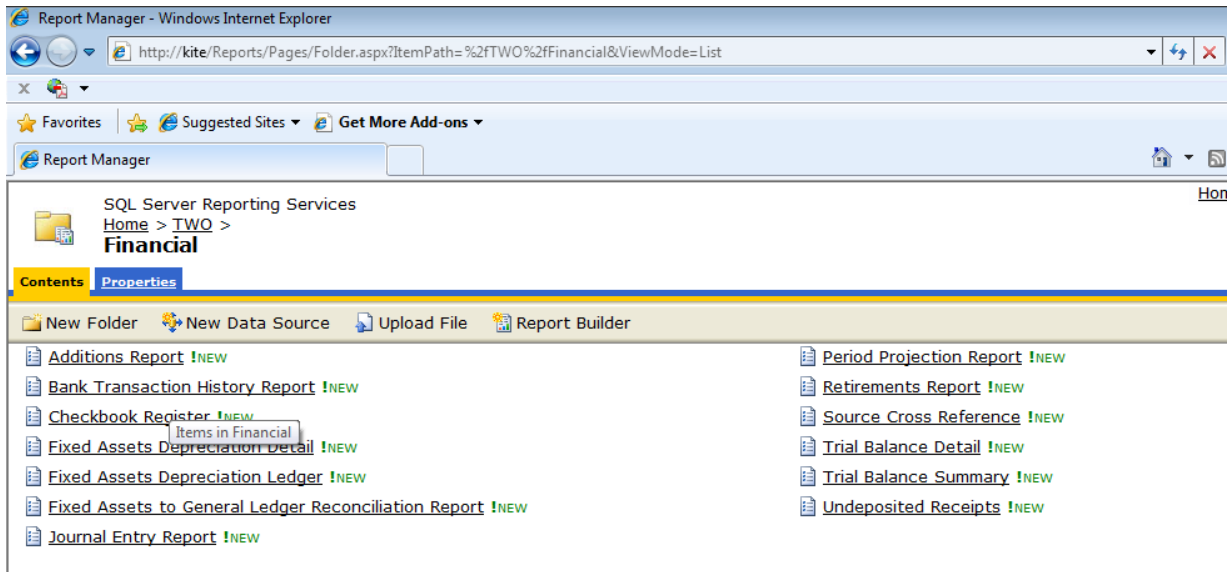 Report Manager - Windows Internet Explorer
http://kite/Reports/Pages/Folder.aspx?ItemPath=%2fTWO%2fFinancial&ViewMode=List
x
Favorites Suggested Sites Get More Add-ons
Report Manager
Hom
SQL Server Reporting Services
Home > TWO >
Financial
Contents Properties
New Folder New Data Source Upload File Report Builder
Additions Report !NEW
Bank Transaction History Report !NEW
Checkbook Register !NEW
Items in Financial
Fixed Assets Depreciation Detail !NEW
Fixed Assets Depreciation Ledger !NEW
Fixed Assets to General Ledger Reconciliation Report !NEW
Journal Entry Report !NEW
Period Projection Report !NEW
Retirements Report !NEW
Source Cross Reference !NEW
Trial Balance Detail !NEW
Trial Balance Summary !NEW
Undeposited Receipts !NEW